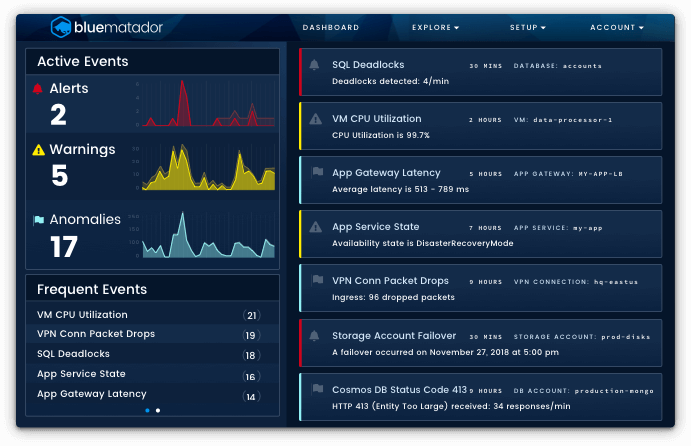 bluematador
DASHBOARD EXPLORE SETUP ACCOUNT
Active Events
Alerts
2
Warnings
5
Anomalies
17
Frequent Events
VM CPU Utilization 21
VPN Conn Packet Drops 19
SQL Deadlocks 18
App Service State 16
App Gateway Latency 14
SQL Deadlocks 30 MINS DATABASE: accounts
Deadlocks detected: 4/min
VM CPU Utilization 2 HOURS VM: data-processor-1
CPU Utilization is 99.7%
App Gateway Latency 5 HOURS APP GATEWAY: MY-APP-LB
Average latency is 513 - 789 ms
App Service State 7 HOURS APP SERVICE: my-app
Availability state is DisasterRecoveryMode
VPN Conn Packet Drops 9 HOURS VPN CONNECTION: hq-eastus
Ingress: 96 dropped packets
Storage Account Failover 30 MINS STORAGE ACCOUNT: prod-disks
A failover occurred on November 27, 2018 at 5:00 pm
Cosmos DB Status Code 413 9 HOURS DB ACCOUNT: production-mongo
HTTP 413 (Entity Too Large) received: 34 responses/min